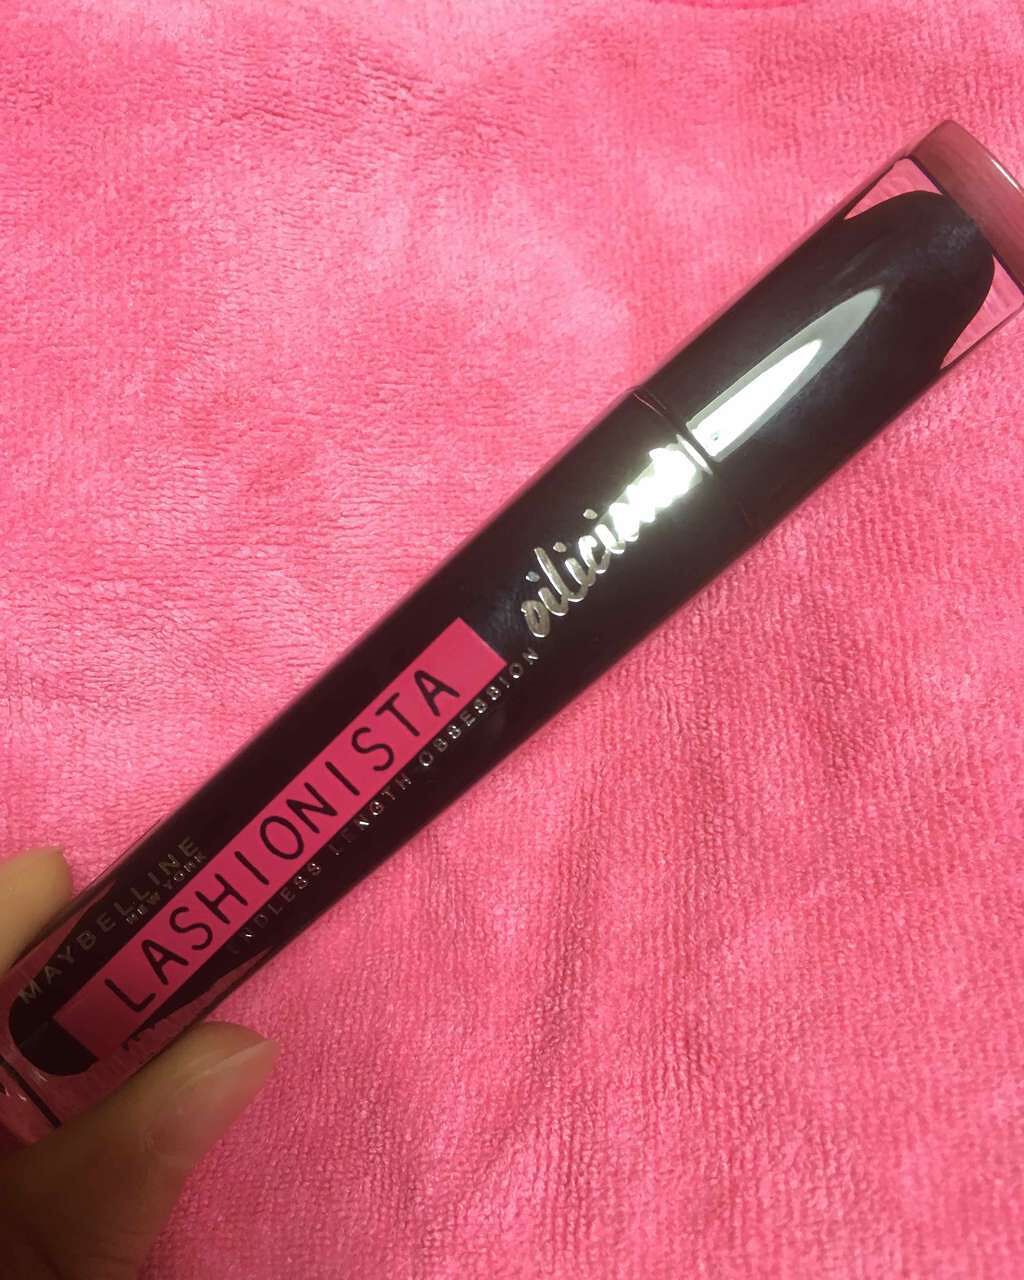 MAYBELLINE
NEW YORK
LASHIONISTA
ENDLESS LENGTH OBSESSION
oilicious